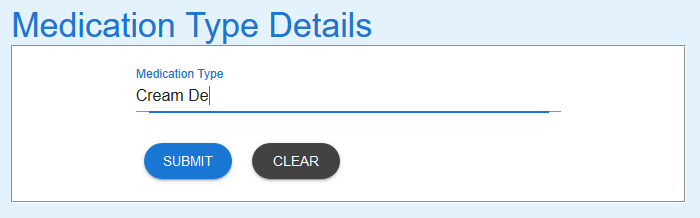 Medication Type Details
Medication Type
Cream De
SUBMIT
CLEAR